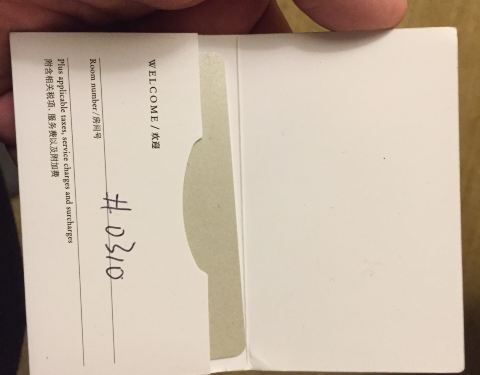 WELCOME / 欢迎
Room number/房间号 H 0310
Plus applicable taxes, service charges and surcharges
附含相关税项、服务费以及附加费